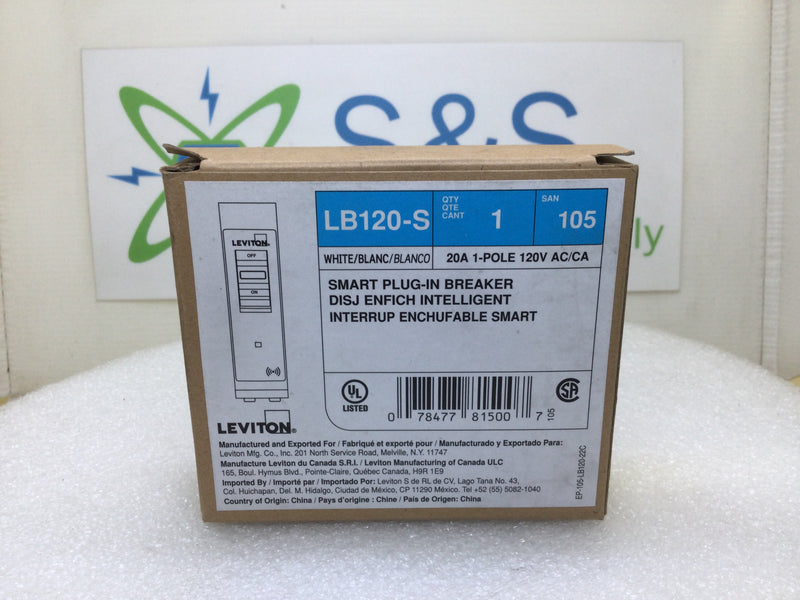 S&S
ly
LB120-S
QTY
QTE
CANT
1
SAN
105
WHITE/BLANC/BLANCO
20A 1-POLE 120V AC/CA
SMART PLUG-IN BREAKER
DISJ ENFICH INTELLIGENT
INTERRUP ENCHUFABLE SMART
LEVITON
OFF
ON
UL
LISTED
0 78477 81500 7
105
SA
LEVITON®
Manufactured and Exported For / Fabriqué et exporté pour / Manufacturado y Exportado Para:
Leviton Mfg. Co., Inc. 201 North Service Road, Melville, N.Y. 11747
Manufacture Leviton du Canada S.R.I. / Leviton Manufacturing of Canada ULC
165, Boul. Hymus Blvd., Pointe-Claire, Québec Canada, H9R 1E9
Imported By / Importé par / Importado Por: Leviton S de RL de CV, Lago Tana No. 43,
Col. Huichapan, Del. M. Hidalgo, Ciudad de México, CP 11290 México. Tel +52 (55) 5082-1040
Country of Origin: China / Pays d'origine : Chine / País de Origen: China
EP-105-LB120-22C